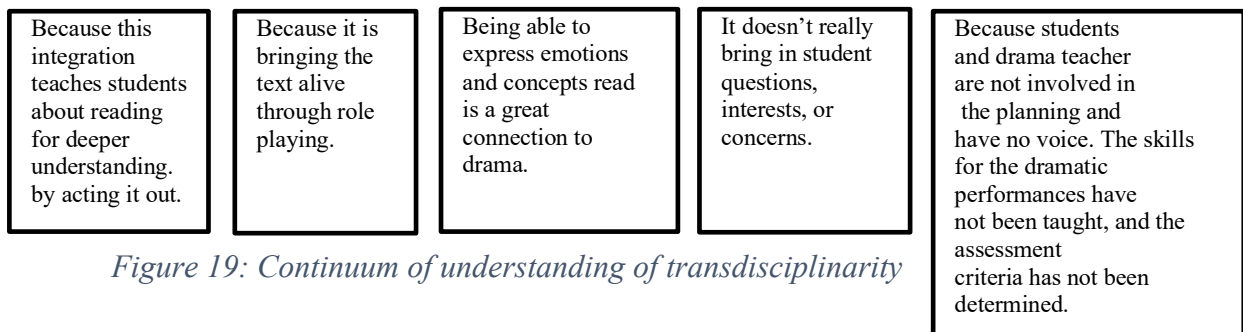 Because this
integration
teaches students
about reading
for deeper
understanding.
by acting it out.
Because it is
bringing the
text alive
through role
playing.
Being able to
express emotions
and concepts read
is a great
connection to
drama.
It doesn’t really
bring in student
questions,
interests, or
concerns.
Because students
and drama teacher
are not involved in
the planning and
have no voice. The skills
for the dramatic
performances have
not been taught, and the
assessment
criteria has not been
determined.
Figure 19: Continuum of understanding of transdisciplinarity